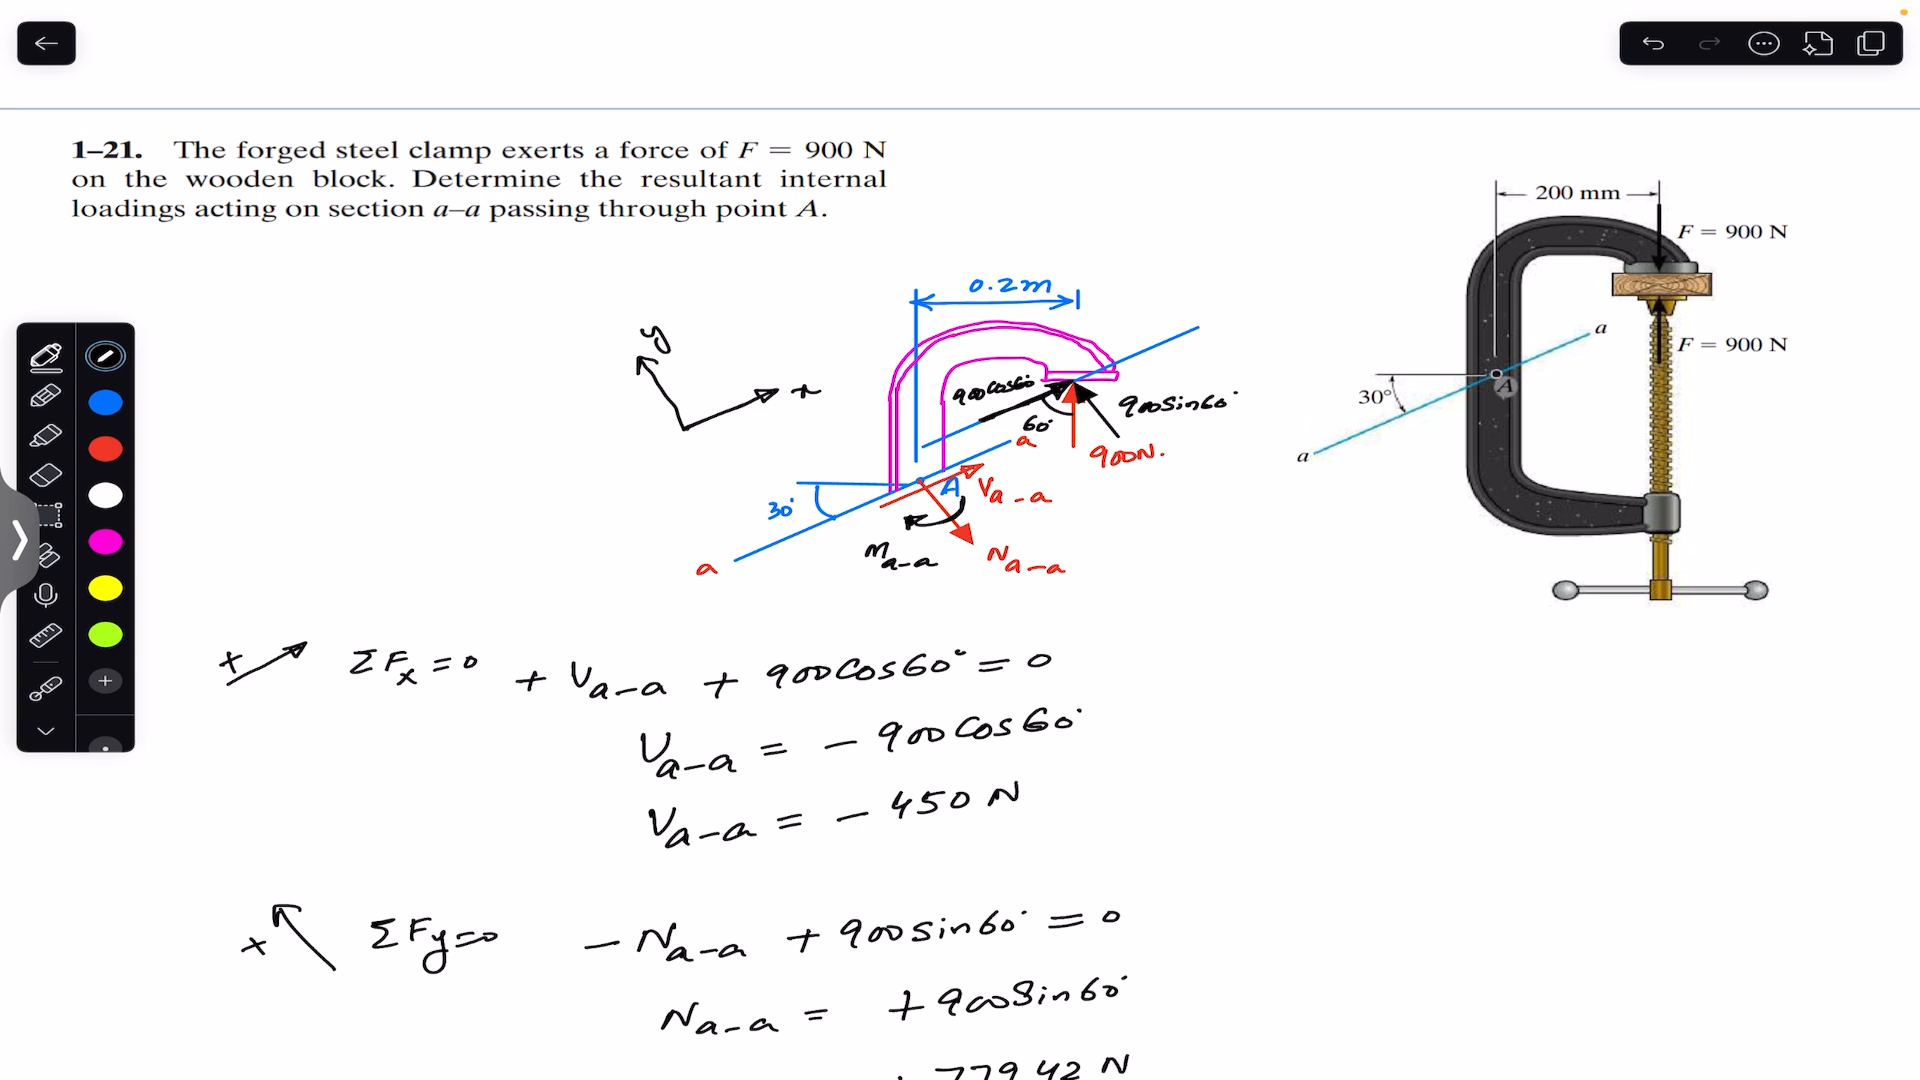 1–21. The forged steel clamp exerts a force of F = 900 N
on the wooden block. Determine the resultant internal
loadings acting on section a–a passing through point A.
200 mm
F = 900 N
F = 900 N
a
A
30°
a
0.2m
y
x
900cos60°
900sin60°
60°
a
900N.
A
Va-a
30°
Ma-a
Na-a
a
+ ΣFx=0 + Va-a + 900cos60° = 0
Va-a = - 900cos60°
Va-a = - 450 N
+ ΣFy=0 - Na-a + 900sin60° = 0
Na-a = + 900sin60°
779.42 N